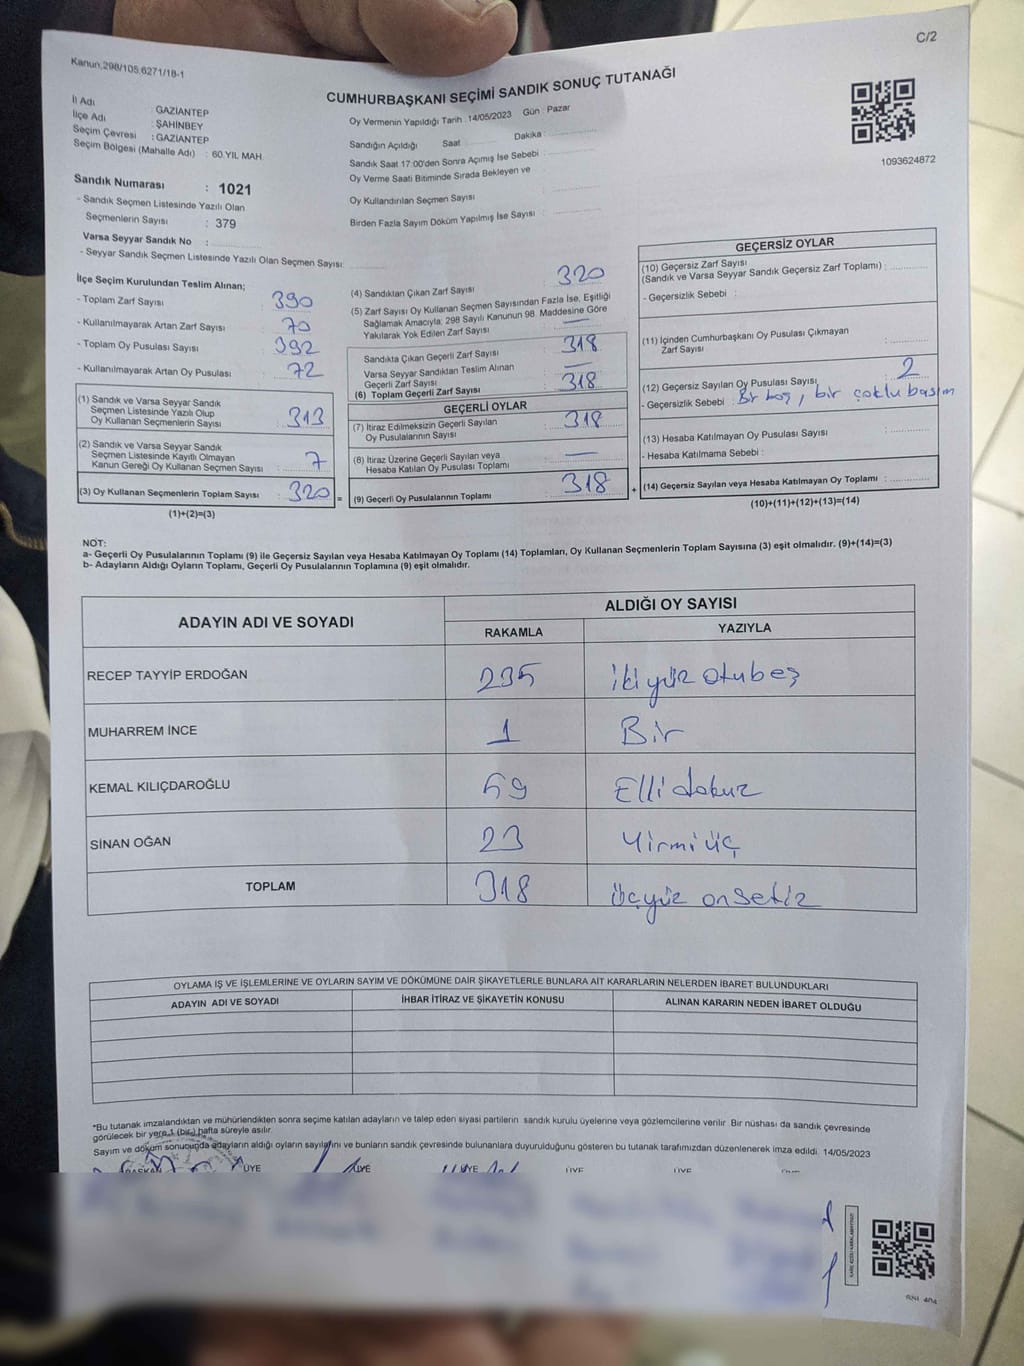 C/2
Kanun:298/105,6271/18-1
CUMHURBAŞKANI SEÇİMİ SANDIK SONUÇ TUTANAĞI
İl Adı : GAZİANTEP
İlçe Adı : ŞAHİNBEY
Seçim Çevresi : GAZİANTEP
Seçim Bölgesi (Mahalle Adı) : 60.YIL MAH.
Oy Vermenin Yapıldığı Tarih : 14/05/2023 Gün : Pazar
Sandığın Açıldığı Saat Dakika :
Sandık Saat 17:00'den Sonra Açımış İse Sebebi :
Oy Verme Saati Bitiminde Sırada Bekleyen ve
Oy Kullandırılan Seçmen Sayısı
Birden Fazla Sayım Döküm Yapılmış İse Sayısı :
1093624872
Sandık Numarası : 1021
- Sandık Seçmen Listesinde Yazılı Olan
Seçmenlerin Sayısı : 379
Varsa Seyyar Sandık No :
- Seyyar Sandık Seçmen Listesinde Yazılı Olan Seçmen Sayısı:
İlçe Seçim Kurulundan Teslim Alınan;
- Toplam Zarf Sayısı : 390
- Kullanılmayarak Artan Zarf Sayısı : 70
- Toplam Oy Pusulası Sayısı : 392
- Kullanılmayarak Artan Oy Pusulası : 72
(1) Sandık ve Varsa Seyyar Sandık
Seçmen Listesinde Yazılı Olup
Oy Kullanan Seçmenlerin Sayısı : 313
(2) Sandık ve Varsa Seyyar Sandık
Seçmen Listesinde Kayıtlı Olmayan
Kanun Gereği Oy Kullanan Seçmen Sayısı : 7
(3) Oy Kullanan Seçmenlerin Toplam Sayısı : 320 =
(1)+(2)=(3)
(4) Sandıktan Çıkan Zarf Sayısı : 320
(5) Zarf Sayısı Oy Kullanan Seçmen Sayısından Fazla İse, Eşitliği
Sağlamak Amacıyla; 298 Sayılı Kanunun 98. Maddesine Göre
Yakılarak Yok Edilen Zarf Sayısı : —
Sandıkta Çıkan Geçerli Zarf Sayısı : 318
Varsa Seyyar Sandıktan Teslim Alınan
Geçerli Zarf Sayısı : —
(6) Toplam Geçerli Zarf Sayısı : 318
GEÇERLİ OYLAR
(7) İtiraz Edilmeksizin Geçerli Sayılan
Oy Pusulalarının Sayısı : 318
(8) İtiraz Üzerine Geçerli Sayılan veya
Hesaba Katılan Oy Pusulası Toplamı : —
(9) Geçerli Oy Pusulalarının Toplamı : 318 +
GEÇERSİZ OYLAR
(10) Geçersiz Zarf Sayısı
(Sandık ve Varsa Seyyar Sandık Geçersiz Zarf Toplamı) :
- Geçersizlik Sebebi :
(11) İçinden Cumhurbaşkanı Oy Pusulası Çıkmayan
Zarf Sayısı :
(12) Geçersiz Sayılan Oy Pusulası Sayısı : 2
- Geçersizlik Sebebi : Bir boş, bir çoklu basım
(13) Hesaba Katılmayan Oy Pusulası Sayısı :
- Hesaba Katılmama Sebebi :
(14) Geçersiz Sayılan veya Hesaba Katılmayan Oy Toplamı :
(10)+(11)+(12)+(13)=(14)
NOT:
a- Geçerli Oy Pusulalarının Toplamı (9) ile Geçersiz Sayılan veya Hesaba Katılmayan Oy Toplamı (14) Toplamları, Oy Kullanan Seçmenlerin Toplam Sayısına (3) eşit olmalıdır. (9)+(14)=(3)
b- Adayların Aldığı Oyların Toplamı, Geçerli Oy Pusulalarının Toplamına (9) eşit olmalıdır.
ADAYIN ADI VE SOYADI ALDIĞI OY SAYISI
RAKAMLA YAZIYLA
RECEP TAYYİP ERDOĞAN 235 ikiyüz otubeş
MUHARREM İNCE 1 Bir
KEMAL KILIÇDAROĞLU 59 Elli dokuz
SİNAN OĞAN 23 Yirmi üç
TOPLAM 318 üçyüz onsekiz
OYLAMA İŞ VE İŞLEMLERİNE VE OYLARIN SAYIM VE DÖKÜMÜNE DAİR ŞİKAYETLERLE BUNLARA AİT KARARLARIN NELERDEN İBARET BULUNDUKLARI
ADAYIN ADI VE SOYADI İHBAR İTİRAZ VE ŞİKAYETİN KONUSU ALINAN KARARIN NEDEN İBARET OLDUĞU
*Bu tutanak imzalandıktan ve mühürlendikten sonra seçime katılan adayların ve talep eden siyasi partilerin sandık kurulu üyelerine veya gözlemcilerine verilir. Bir nüshası da sandık çevresinde
görülecek bir yere 1 (bir) hafta süreyle asılır.
Sayım ve döküm sonucunda adayların aldığı oyların sayılarını ve bunların sandık çevresinde bulunanlara duyurulduğunu gösteren bu tutanak tarafımızdan düzenlenerek imza edildi. 14/05/2023
BAŞKAN ÜYE ÜYE ÜYE ÜYE ÜYE